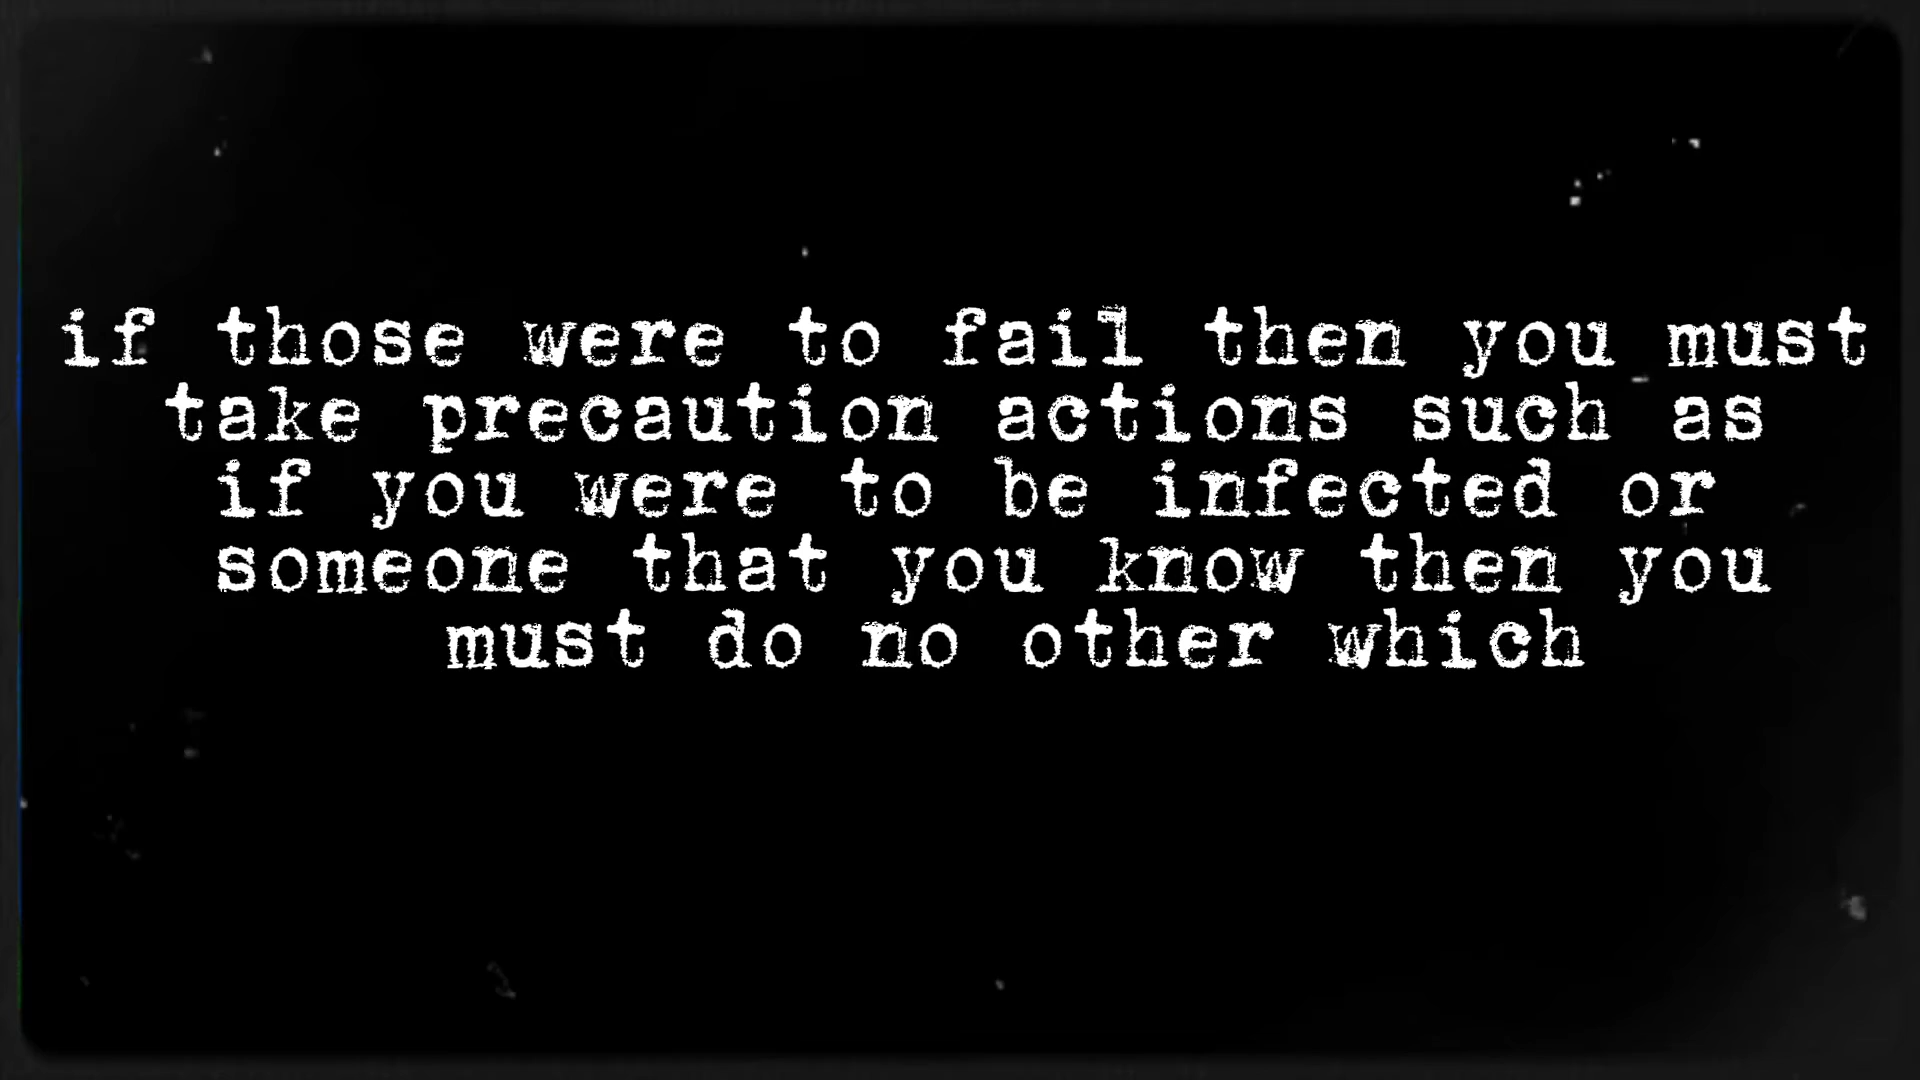 if those were to fail then you must
take precaution actions such as
if you were to be infected or
someone that you know then you
must do no other which